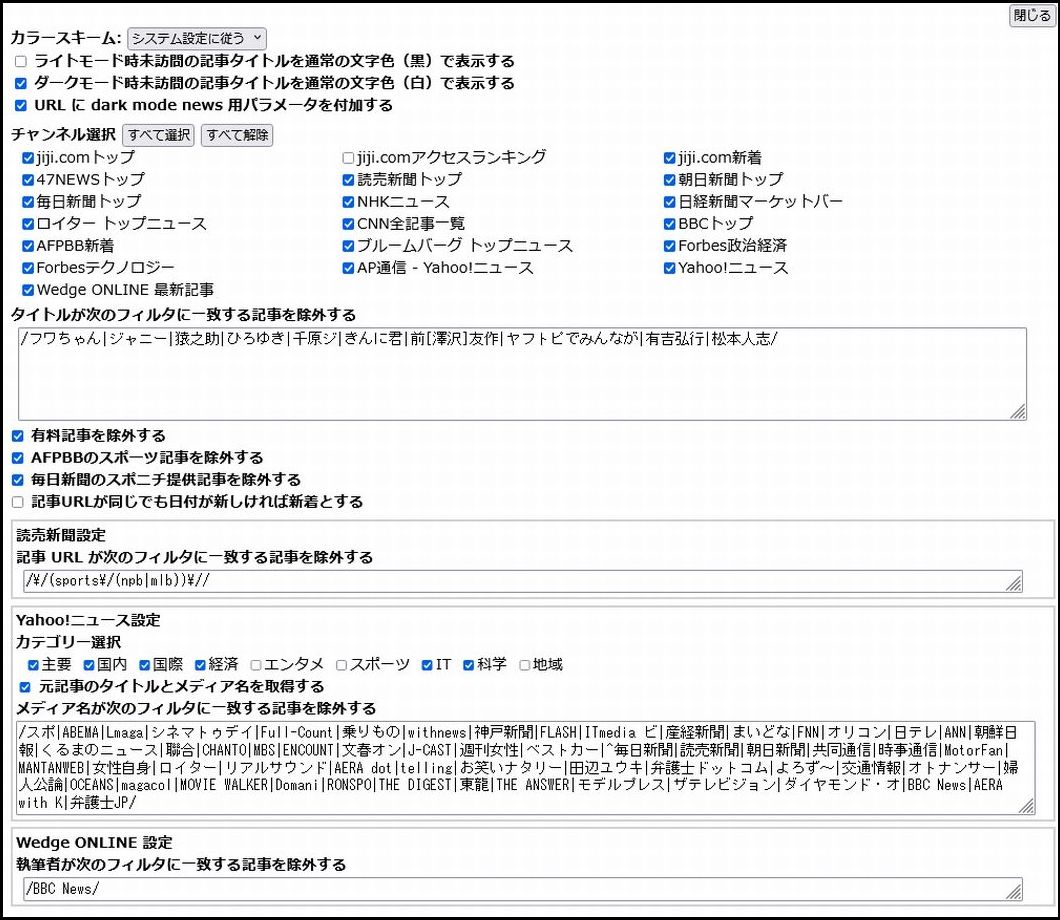 閉じる
カラースキーム: システム設定に従う
ライトモード時未訪問の記事タイトルを通常の文字色（黒）で表示する
ダークモード時未訪問の記事タイトルを通常の文字色（白）で表示する
URL に dark mode news 用パラメータを付加する
チャンネル選択 すべて選択 すべて解除
jiji.comトップ jiji.comアクセスランキング jiji.com新着
47NEWSトップ 読売新聞トップ 朝日新聞トップ
毎日新聞トップ NHKニュース 日経新聞マーケットバー
ロイター トップニュース CNN全記事一覧 BBCトップ
AFPBB新着 ブルームバーグ トップニュース Forbes政治経済
Forbesテクノロジー AP通信 - Yahoo!ニュース Yahoo!ニュース
Wedge ONLINE 最新記事
タイトルが次のフィルタに一致する記事を除外する
/フワちゃん|ジャニー|猿之助|ひろゆき|千原ジ|きんに君|前[澤沢]友作|ヤフトピでみんなが|有吉弘行|松本人志/
有料記事を除外する
AFPBBのスポーツ記事を除外する
毎日新聞のスポニチ提供記事を除外する
記事URLが同じでも日付が新しければ新着とする
読売新聞設定
記事 URL が次のフィルタに一致する記事を除外する
/¥/(sports¥/(npb|mlb))¥//
Yahoo!ニュース設定
カテゴリー選択
主要 国内 国際 経済 エンタメ スポーツ IT 科学 地域
元記事のタイトルとメディア名を取得する
メディア名が次のフィルタに一致する記事を除外する
/スポ|ABEMA|Lmaga|シネマトゥデイ|Full-Count|乗りもの|withnews|神戸新聞|FLASH|ITmedia ビ|産経新聞|まいどな|FNN|オリコン|日テレ|ANN|朝鮮日
報|くるまのニュース|聯合|CHANTO|MBS|ENCOUNT|文春オン|J-CAST|週刊女性|ベストカー|^毎日新聞|読売新聞|朝日新聞|共同通信|時事通信|MotorFan|
MANTANWEB|女性自身|ロイター|リアルサウンド|AERA dot|telling|お笑いナタリー|田辺ユウキ|弁護士ドットコム|よろず～|交通情報|オトナンサー|婦
人公論|OCEANS|magacol|MOVIE WALKER|Domani|RONSPO|THE DIGEST|東龍|THE ANSWER|モデルプレス|ザテレビジョン|ダイヤモンド・オ|BBC News|AERA
with K|弁護士JP/
Wedge ONLINE 設定
執筆者が次のフィルタに一致する記事を除外する
/BBC News/